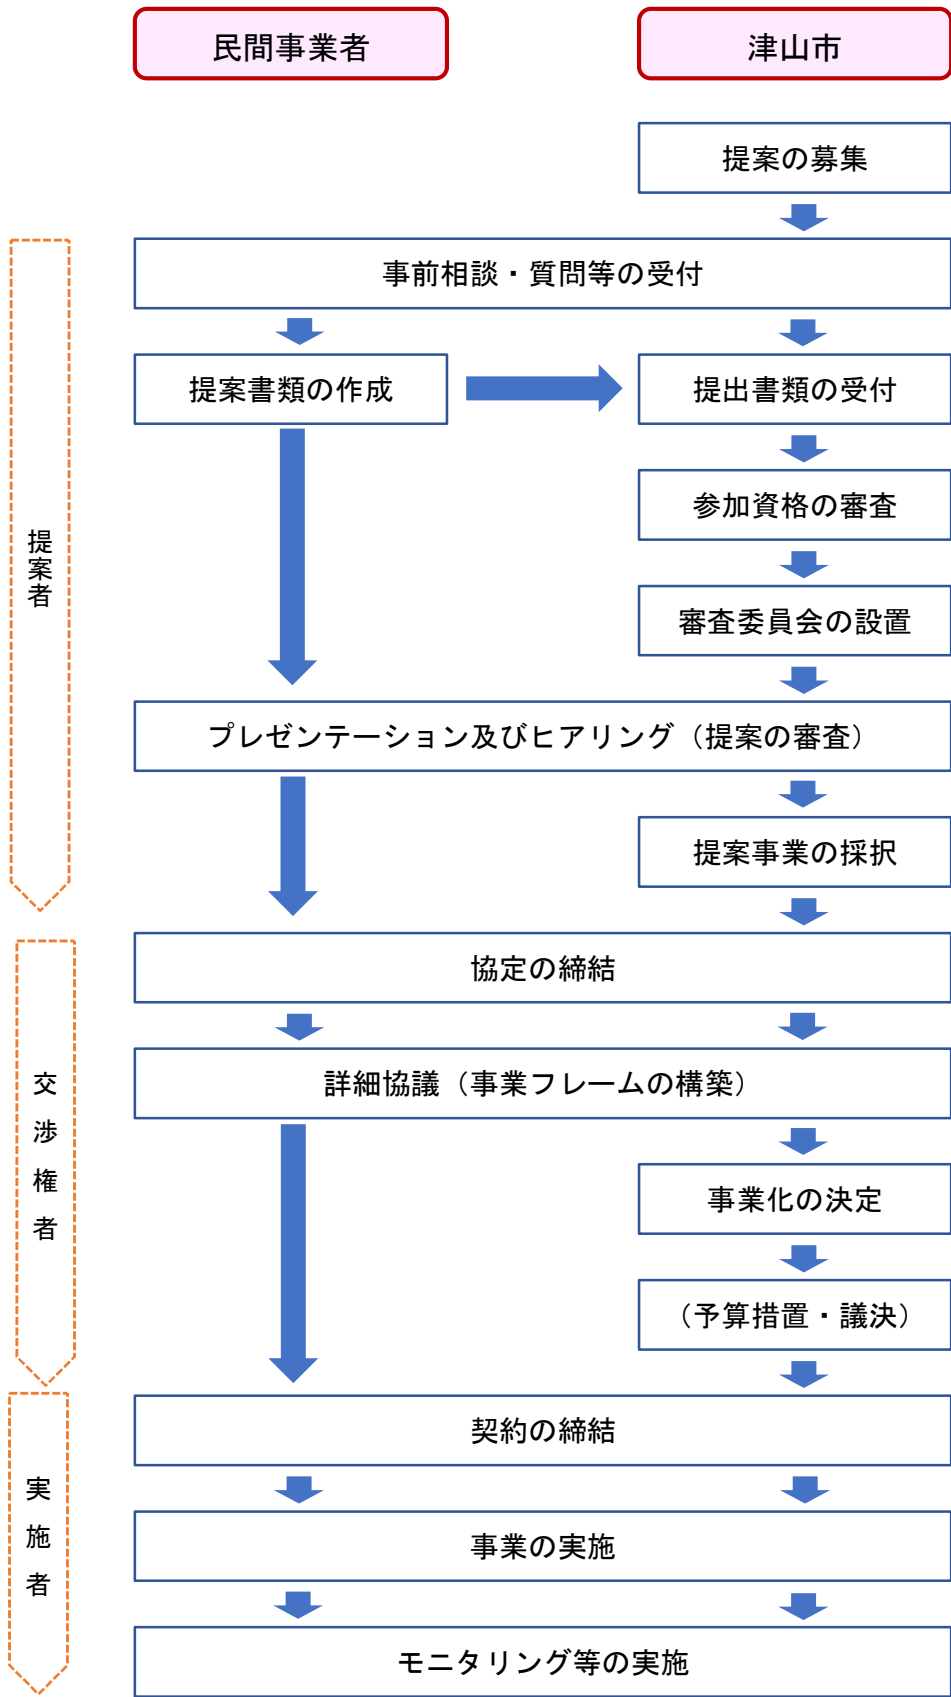 民間事業者
津山市
提案の募集
事前相談・質問等の受付
提案書類の作成
提出書類の受付
参加資格の審査
審査委員会の設置
プレゼンテーション及びヒアリング（提案の審査）
提案事業の採択
提案者
協定の締結
詳細協議（事業フレームの構築）
事業化の決定
（予算措置・議決）
交渉権者
契約の締結
事業の実施
モニタリング等の実施
実施者